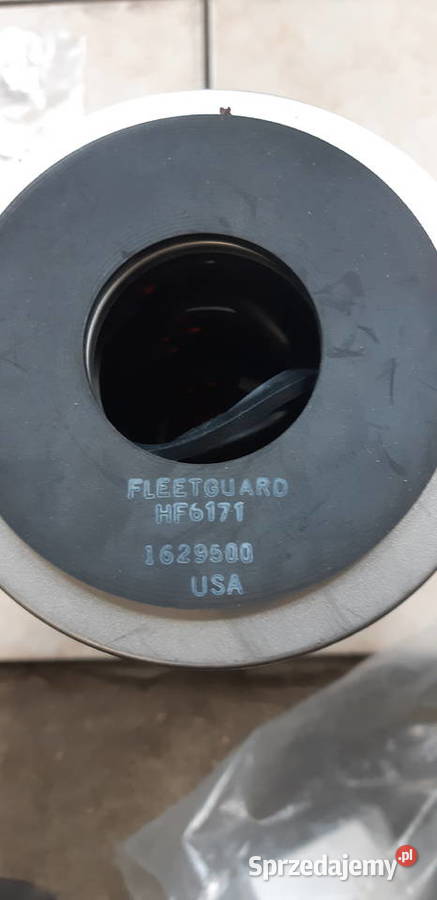 FLEETGUARD
HF6171
1629500
USA
Sprzedajemy.pl